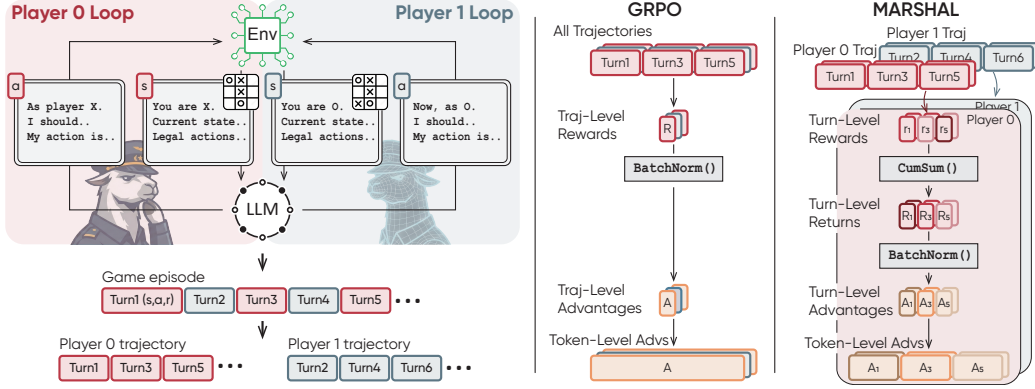 Player 0 Loop
Env
Player 1 Loop
a
As player X.
I should..
My action is..
s
You are X.
Current state..
Legal actions..
s
You are O.
Current state..
Legal actions..
a
Now, as O.
I should..
My action is..
LLM
Game episode
Turn1 (s,a,r) Turn2 Turn3 Turn4 Turn5 •••
Player 0 trajectory
Turn1 Turn3 Turn5 •••
Player 1 trajectory
Turn2 Turn4 Turn6 •••
GRPO
All Trajectories
Turn1 Turn3 Turn5
Traj-Level
Rewards
R
BatchNorm()
Traj-Level
Advantages
A
Token-Level Advs
A
MARSHAL
Player 1 Traj
Turn2 Turn4 Turn6
Player 0 Traj
Turn1 Turn3 Turn5
Player 1
Player 0
Turn-Level
Rewards
r1 r3 r5
CumSum()
Turn-Level
Returns
R1 R3 R5
BatchNorm()
Turn-Level
Advantages
A1 A3 A5
Token-Level Advs
A1 A3 A5